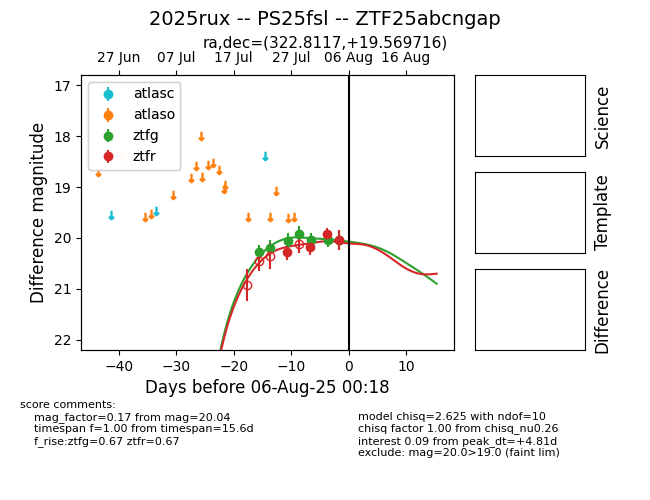 2025rux -- PS25fsl -- ZTF25abcngap
ra,dec=(322.8117,+19.569716)
27 Jun 07 Jul 17 Jul 27 Jul 06 Aug 16 Aug
atlasc
atlaso
ztfg
ztfr
17
18
19
20
21
22
Difference magnitude
−40 −30 −20 −10 0 10
Days before 06-Aug-25 00:18
Science
Template
Difference
score comments:
mag_factor=0.17 from mag=20.04
timespan f=1.00 from timespan=15.6d
f_rise:ztfg=0.67 ztfr=0.67
model chisq=2.625 with ndof=10
chisq factor 1.00 from chisq_nu0.26
interest 0.09 from peak_dt=+4.81d
exclude: mag=20.0>19.0 (faint lim)